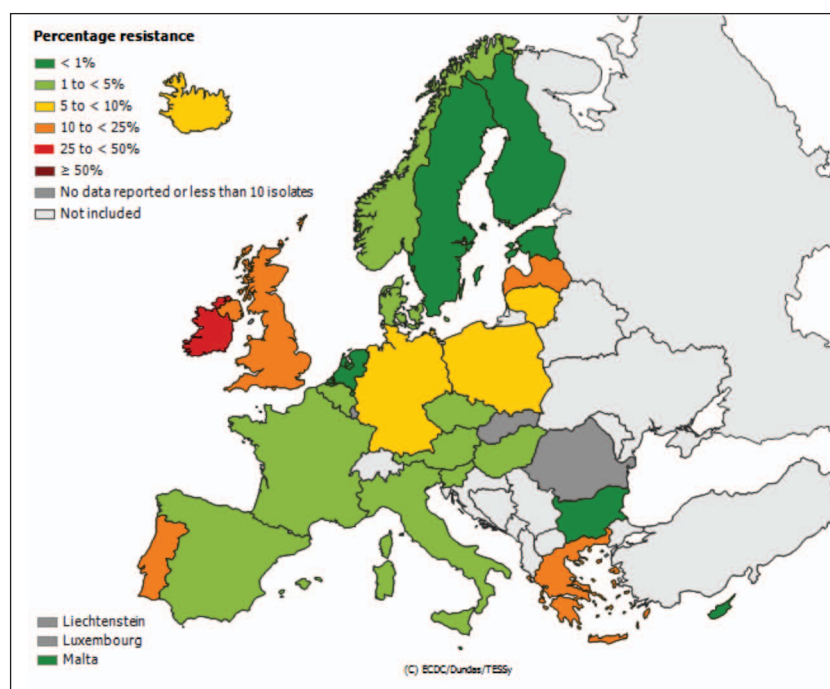 Percentage resistance
< 1%
1 to < 5%
5 to < 10%
10 to < 25%
25 to < 50%
≥ 50%
No data reported or less than 10 isolates
Not included
Liechtenstein
Luxembourg
Malta
(C) ECDC/Dundas/TESSy